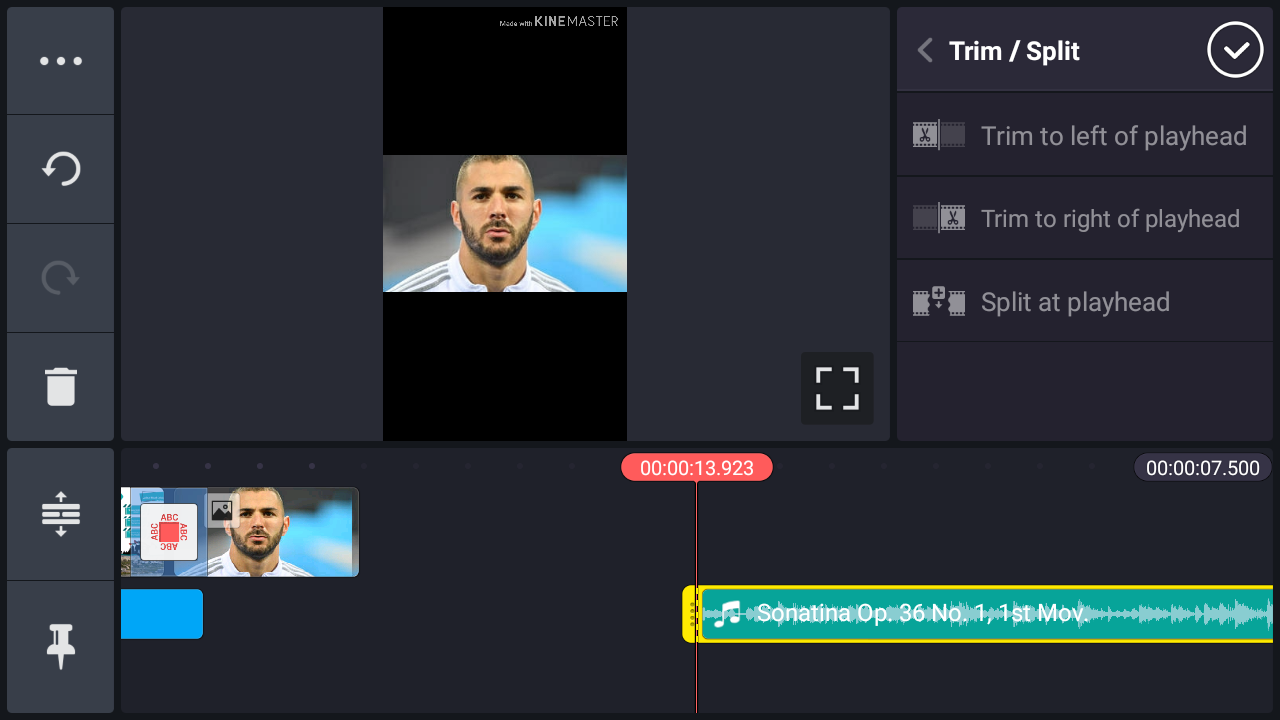 Made with KINEMASTER
Trim / Split
Trim to left of playhead
Trim to right of playhead
Split at playhead
00:00:13.923
00:00:07.500
ABC
ABC
ABC
ABC
Sonatina Op. 36 No. 1, 1st Mov.